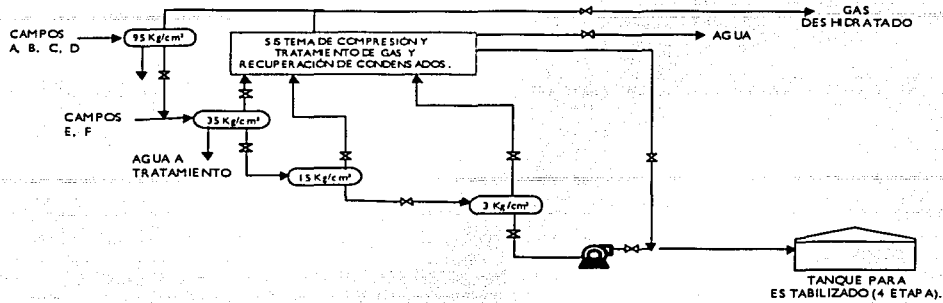 GAS
DESHIDRATADO
CAMPOS
A, B, C, D
95 Kg/cm²
AGUA
SISTEMA DE COMPRESIÓN Y
TRATAMIENTO DE GAS Y
RECUPERACIÓN DE CONDENSADOS.
CAMPOS
E, F
35 Kg/cm²
AGUA A
TRATAMIENTO
15 Kg/cm²
3 Kg/cm²
TANQUE PARA
ESTABILIZADO (4 ETAPA).